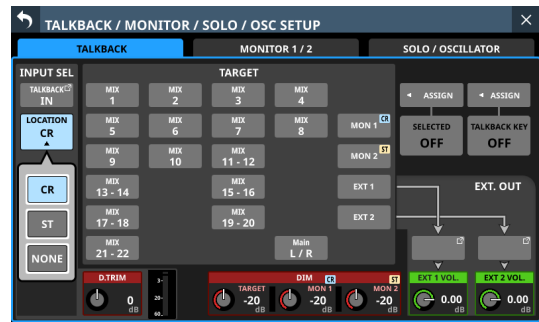 TALKBACK / MONITOR / SOLO / OSC SETUP
TALKBACK
MONITOR 1 / 2
SOLO / OSCILLATOR
INPUT SEL
TARGET
TALKBACK
IN
MIX
1
MIX
2
MIX
3
MIX
4
ASSIGN
ASSIGN
LOCATION
CR
MIX
5
MIX
6
MIX
7
MIX
8
MON 1
CR
SELECTED
OFF
TALKBACK KEY
OFF
MIX
9
MIX
10
MIX
11 - 12
MON 2
ST
CR
MIX
13 - 14
MIX
15 - 16
EXT 1
EXT. OUT
ST
MIX
17 - 18
MIX
19 - 20
EXT 2
NONE
MIX
21 - 22
Main
L / R
D.TRIM
0
dB
3-
20-
60-
DIM
CR
ST
TARGET
-20
dB
MON 1
-20
dB
MON 2
-20
dB
EXT 1 VOL.
0.00
dB
EXT 2 VOL.
0.00
dB